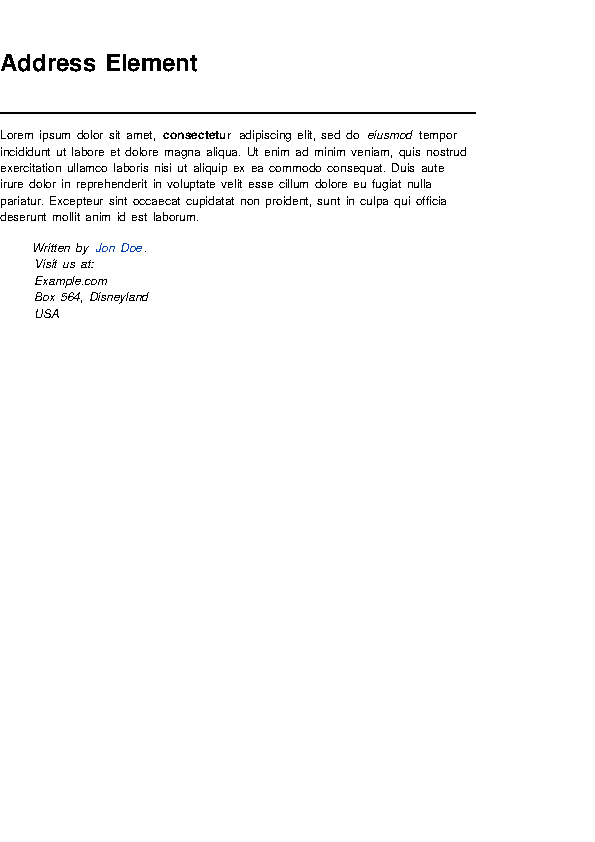 Address Element
Lorem ipsum dolor sit amet, consectetur adipiscing elit, sed do eiusmod tempor
incididunt ut labore et dolore magna aliqua. Ut enim ad minim veniam, quis nostrud
exercitation ullamco laboris nisi ut aliquip ex ea commodo consequat. Duis aute
irure dolor in reprehenderit in voluptate velit esse cillum dolore eu fugiat nulla
pariatur. Excepteur sint occaecat cupidatat non proident, sunt in culpa qui officia
deserunt mollit anim id est laborum.
Written by Jon Doe.
Visit us at:
Example.com
Box 564, Disneyland
USA